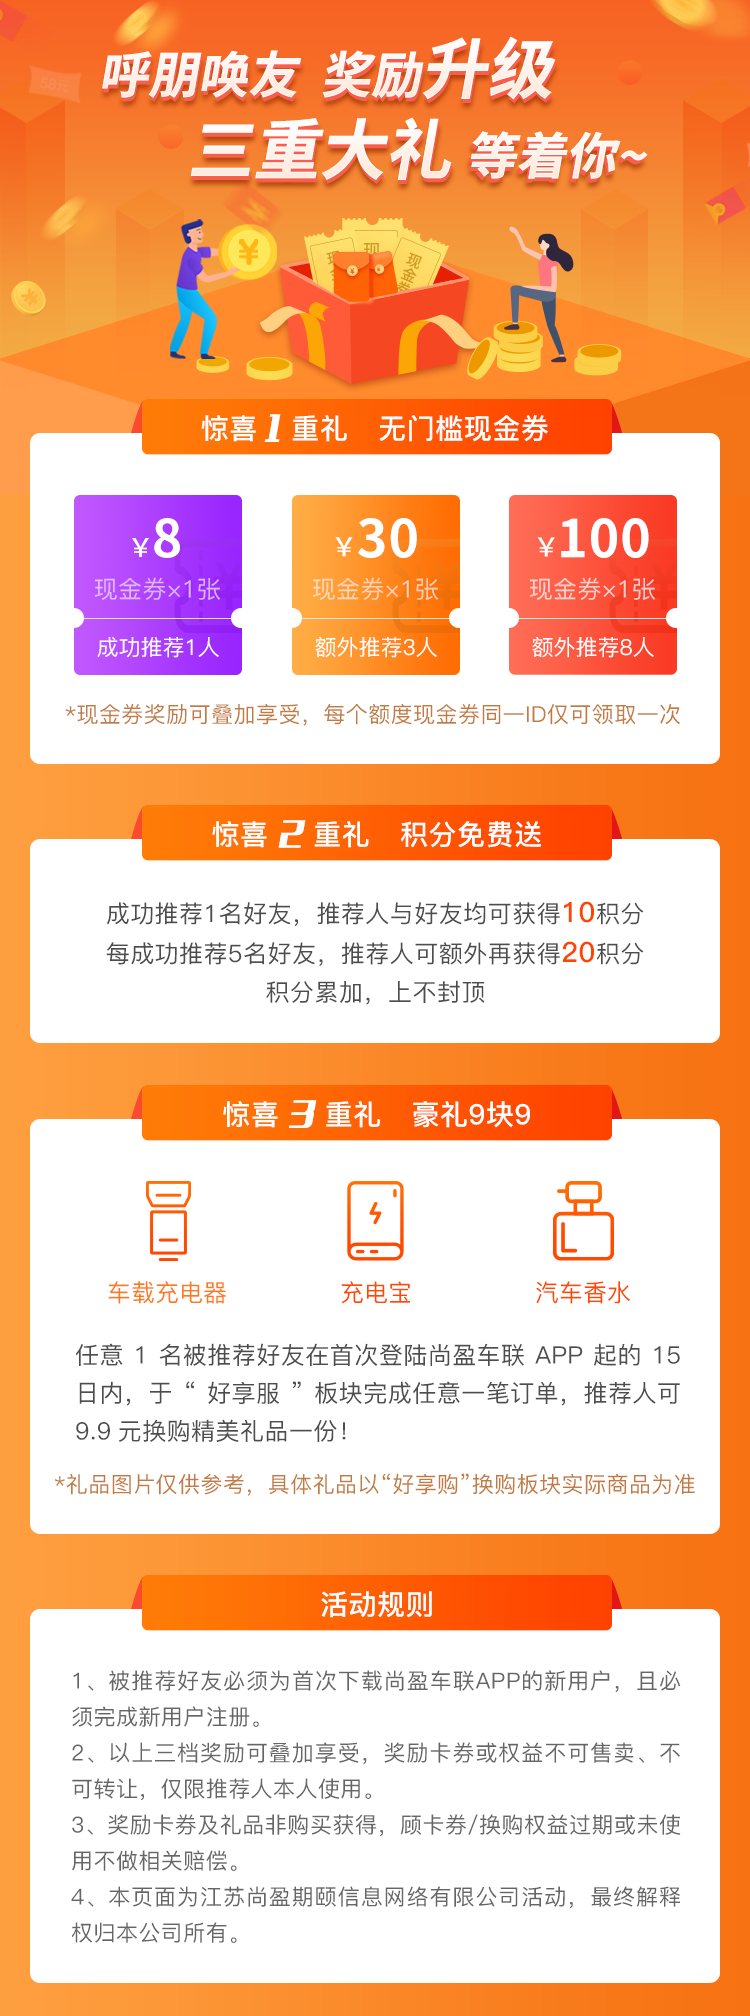 呼朋唤友 奖励升级
三重大礼 等着你~
惊喜1重礼 无门槛现金券
¥8
现金券×1张
成功推荐1人
¥30
现金券×1张
额外推荐3人
¥100
现金券×1张
额外推荐8人
*现金券奖励可叠加享受，每个额度现金券同一ID仅可领取一次
惊喜2重礼 积分免费送
成功推荐1名好友，推荐人与好友均可获得10积分
每成功推荐5名好友，推荐人可额外再获得20积分
积分累加，上不封顶
惊喜3重礼 豪礼9块9
车载充电器
充电宝
汽车香水
任意 1 名被推荐好友在首次登陆尚盈车联 APP 起的 15
日内，于 “ 好享服 ” 板块完成任意一笔订单，推荐人可
9.9 元换购精美礼品一份！
*礼品图片仅供参考，具体礼品以“好享购”换购板块实际商品为准
活动规则
1、被推荐好友必须为首次下载尚盈车联APP的新用户，且必
须完成新用户注册。
2、以上三档奖励可叠加享受，奖励卡券或权益不可售卖、不
可转让，仅限推荐人本人使用。
3、奖励卡券及礼品非购买获得，顾卡券/换购权益过期或未使
用不做相关赔偿。
4、本页面为江苏尚盈期颐信息网络有限公司活动，最终解释
权归本公司所有。